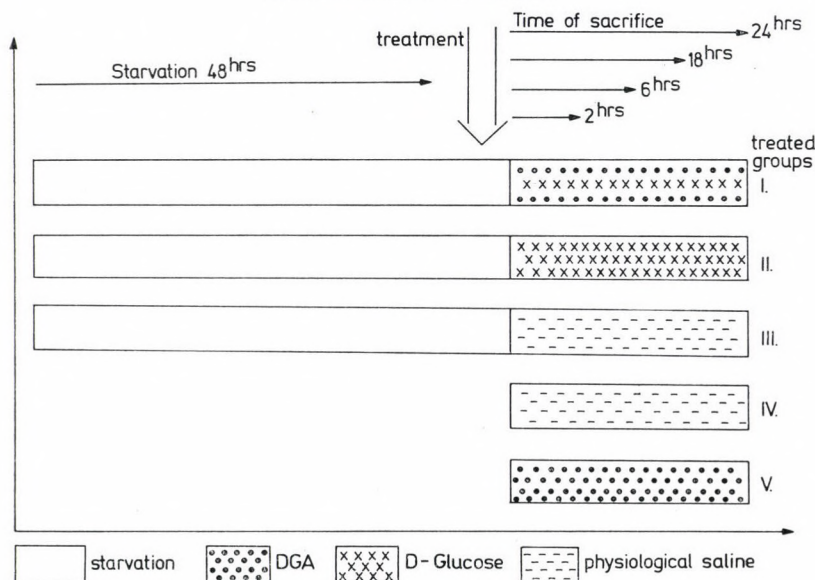 Time of sacrifice
24hrs
treatment
18hrs
Starvation 48hrs
6hrs
2hrs
treated
groups
I.
II.
III.
IV.
V.
starvation
DGA
D-Glucose
physiological saline